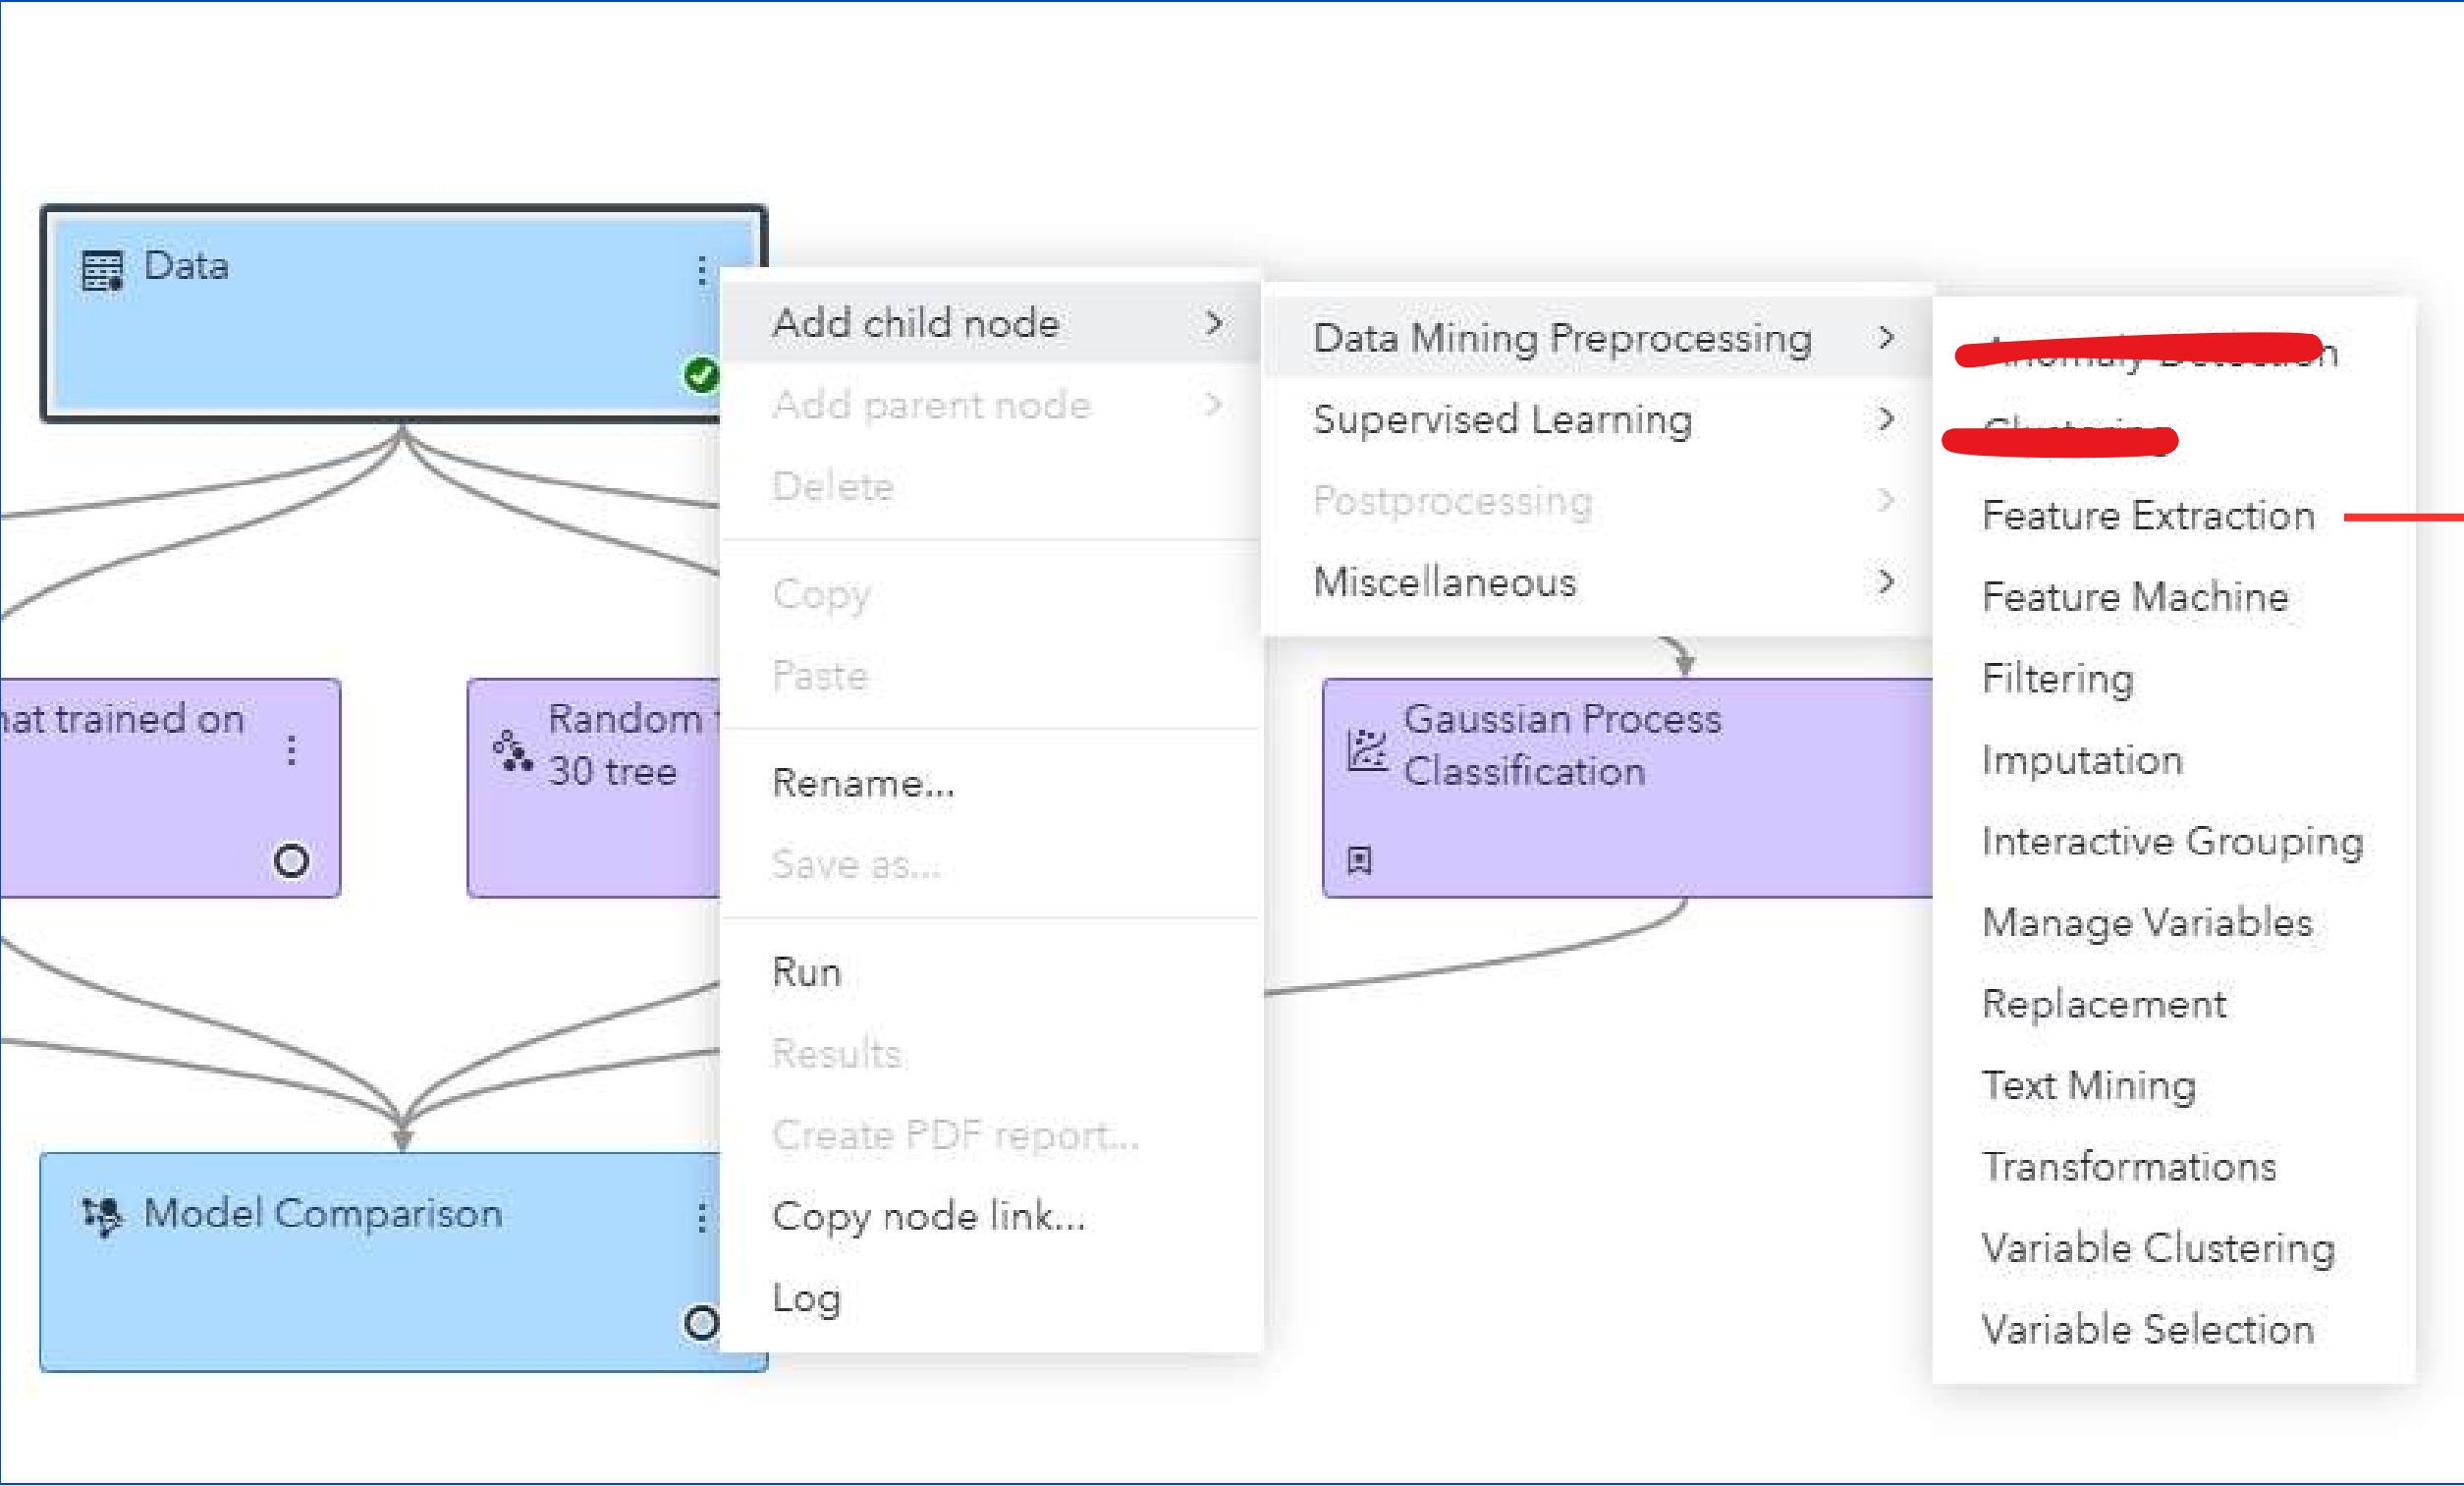 Data
Add child node
Add parent node
Delete
Copy
Paste
Rename...
Save as...
Run
Results
Create PDF report...
Copy node link...
Log
Data Mining Preprocessing
Supervised Learning
Postprocessing
Miscellaneous
Feature Extraction
Feature Machine
Filtering
Imputation
Interactive Grouping
Manage Variables
Replacement
Text Mining
Transformations
Variable Clustering
Variable Selection
trained on
Random
30 tree
Gaussian Process
Classification
Model Comparison